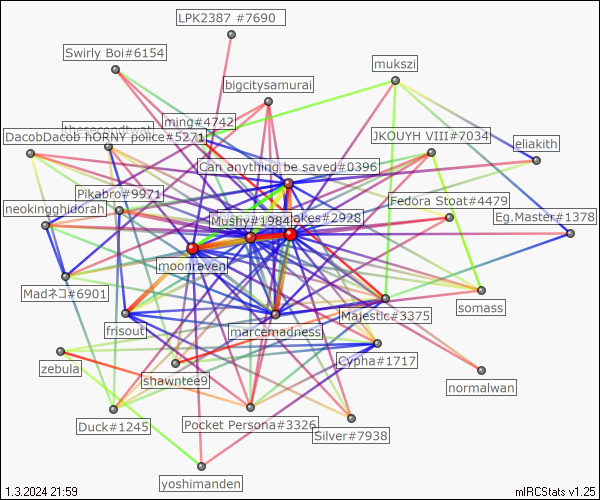 LPK2387 #7690
Swirly Boi#6154
mukszi
bigcitysamurai
ming#4742
thesecondtwat
DacobDacob hORNY police#5271
JKOUYH VIII#7034
eliakith
Can anything be saved#0396
Pikabro#9971
Fedora Stoat#4479
neokingghidorah
Mushy#1984
akes#2928
Eg.Master#1378
moonraven
Madネコ#6901
somass
Majestic#3375
frisout
marcemadness
Cypha#1717
zebula
shawntee9
normalwan
Duck#1245
Pocket Persona#3326
Silver#7938
yoshimanden
1.3.2024 21:59
mIRCStats v1.25